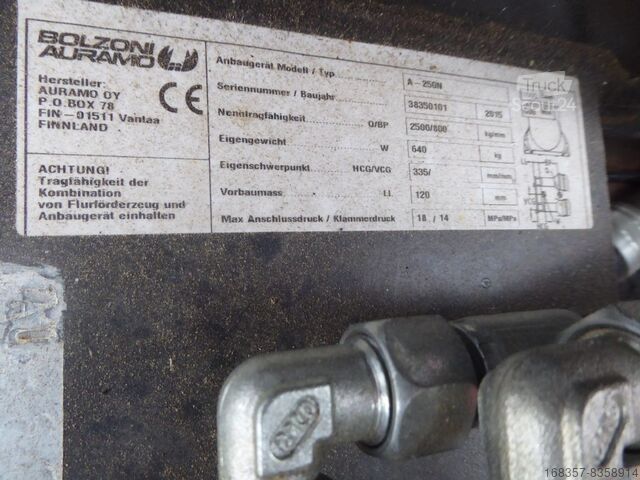 BOLZONI
AURAMO
Hersteller:
AURAMO OY
P.O.BOX 78
FIN-01511 Vantaa
FINNLAND
CE
ACHTUNG!
Tragfähigkeit der
Kombination
von Flurförderzeug und
Anbaugerät einhalten
Anbaugerät Modell / Typ A-250N
Seriennummer / Baujahr 38350101 2015
Nenntragfähigkeit Q/BP 2500/800 kg/mm
Eigengewicht W 640 kg
Eigenschwerpunkt HCG/VCG 335/ mm/mm
Vorbaumass LL 120 mm
Max Anschlussdruck / Klammerdruck 18 / 14 MPa/MPa
VCG
Truck
Scout24
168357-8358914